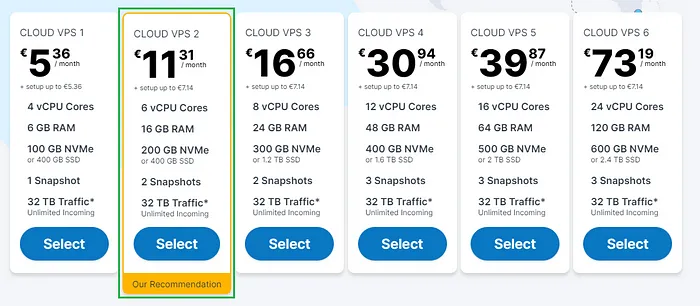 CLOUD VPS 1
€5 36 / month
+ setup up to €5.36
4 vCPU Cores
6 GB RAM
100 GB NVMe
or 400 GB SSD
1 Snapshot
32 TB Traffic*
Unlimited Incoming
Select
CLOUD VPS 2
€11 31 / month
+ setup up to €7.14
6 vCPU Cores
16 GB RAM
200 GB NVMe
or 400 GB SSD
2 Snapshots
32 TB Traffic*
Unlimited Incoming
Select
Our Recommendation
CLOUD VPS 3
€16 66 / month
+ setup up to €7.14
8 vCPU Cores
24 GB RAM
300 GB NVMe
or 1.2 TB SSD
2 Snapshots
32 TB Traffic*
Unlimited Incoming
Select
CLOUD VPS 4
€30 94 / month
+ setup up to €7.14
12 vCPU Cores
48 GB RAM
400 GB NVMe
or 1.6 TB SSD
3 Snapshots
32 TB Traffic*
Unlimited Incoming
Select
CLOUD VPS 5
€39 87 / month
+ setup up to €7.14
16 vCPU Cores
64 GB RAM
500 GB NVMe
or 2 TB SSD
3 Snapshots
32 TB Traffic*
Unlimited Incoming
Select
CLOUD VPS 6
€73 19 / month
+ setup up to €7.14
24 vCPU Cores
120 GB RAM
600 GB NVMe
or 2.4 TB SSD
3 Snapshots
32 TB Traffic*
Unlimited Incoming
Select